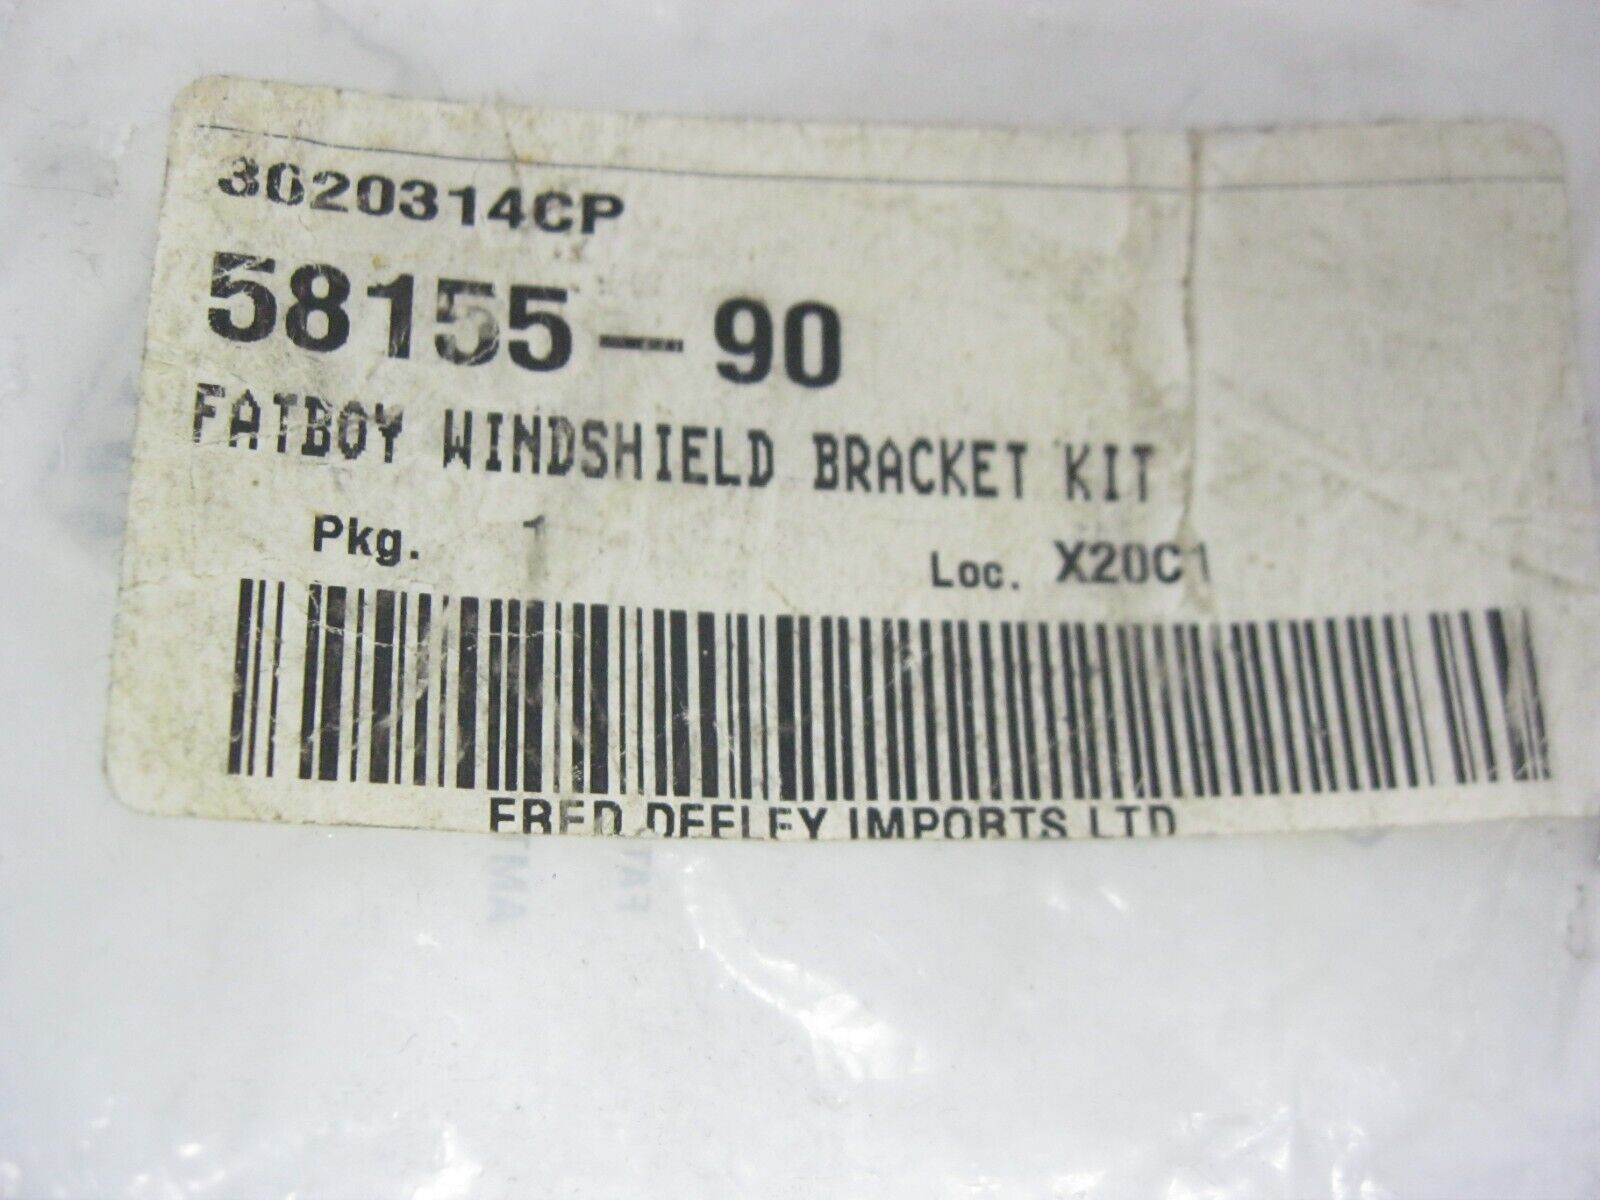 3020314CP
58155-90
FATBOY WINDSHIELD BRACKET KIT
Pkg. 1
Loc. X20C1
FRED DEELEY IMPORTS LTD